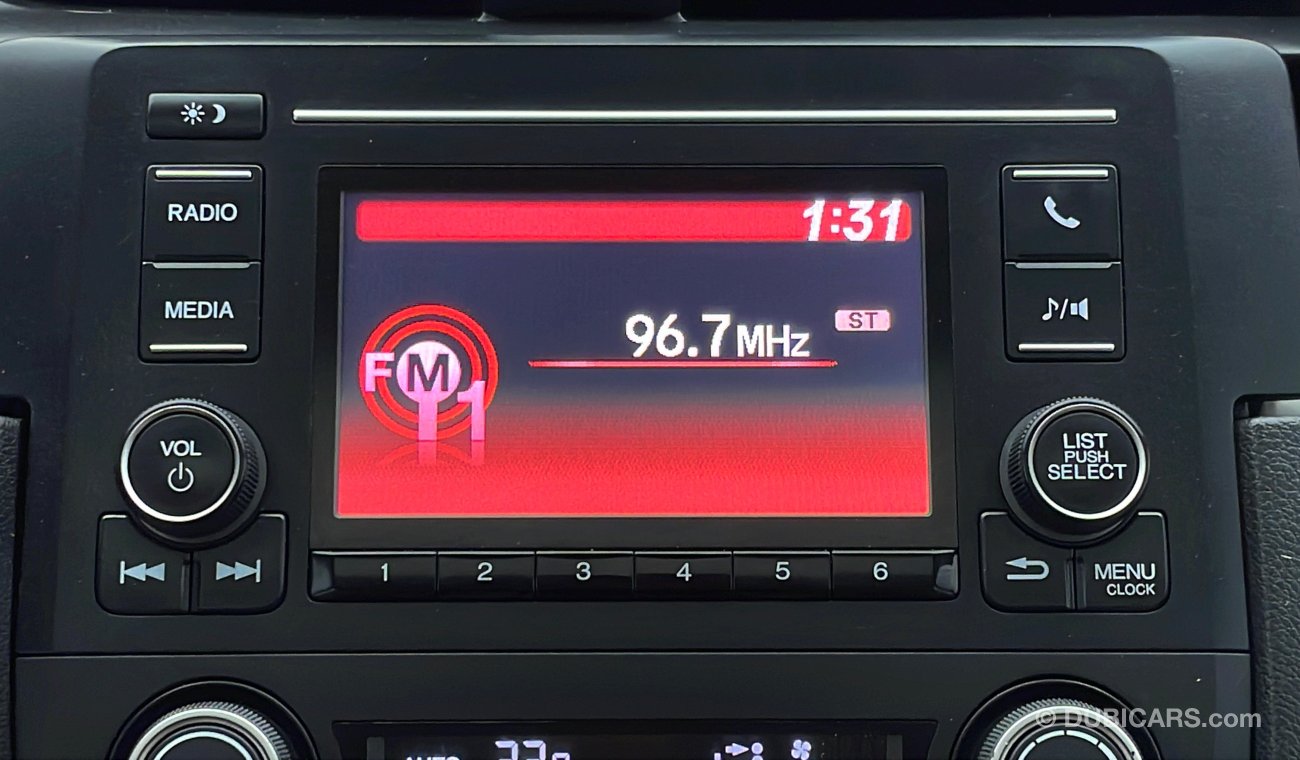 1:31
RADIO
MEDIA
96.7MHz
ST
FM
1
VOL
LIST
PUSH
SELECT
1 2 3 4 5 6
MENU
CLOCK
© DUBICARS.com
AUTO